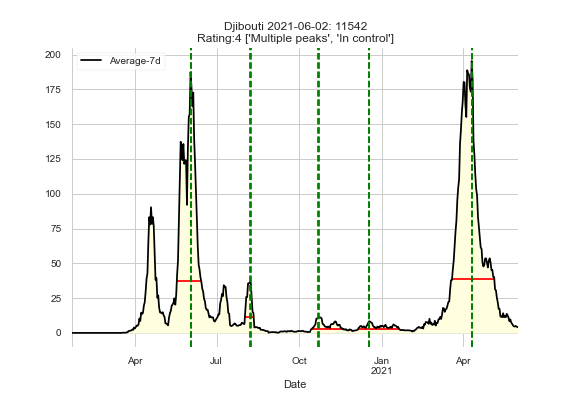 Djibouti 2021-06-02: 11542
Rating:4 ['Multiple peaks', 'In control']
Average-7d
200
175
150
125
100
75
50
25
0
Apr Jul Oct Jan Apr
2021
Date